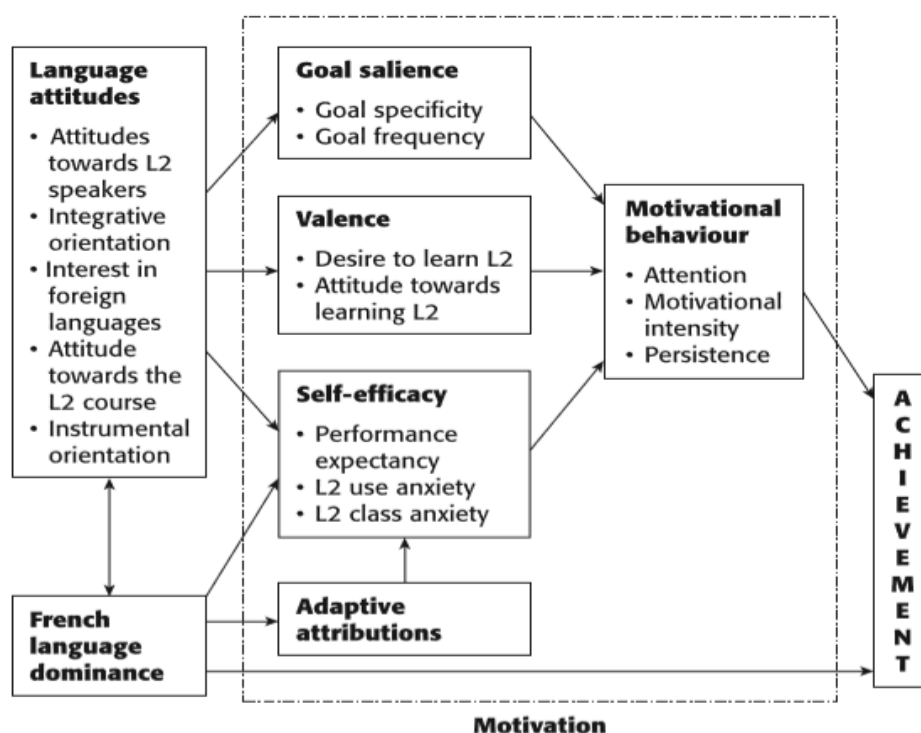 Language
attitudes
• Attitudes
towards L2
speakers
• Integrative
orientation
• Interest in
foreign
languages
• Attitude
towards the
L2 course
• Instrumental
orientation
Goal salience
• Goal specificity
• Goal frequency
Valence
• Desire to learn L2
• Attitude towards
learning L2
Self-efficacy
• Performance
expectancy
• L2 use anxiety
• L2 class anxiety
Motivational
behaviour
• Attention
• Motivational
intensity
• Persistence
French
language
dominance
Adaptive
attributions
ACHIEVEMENT
Motivation